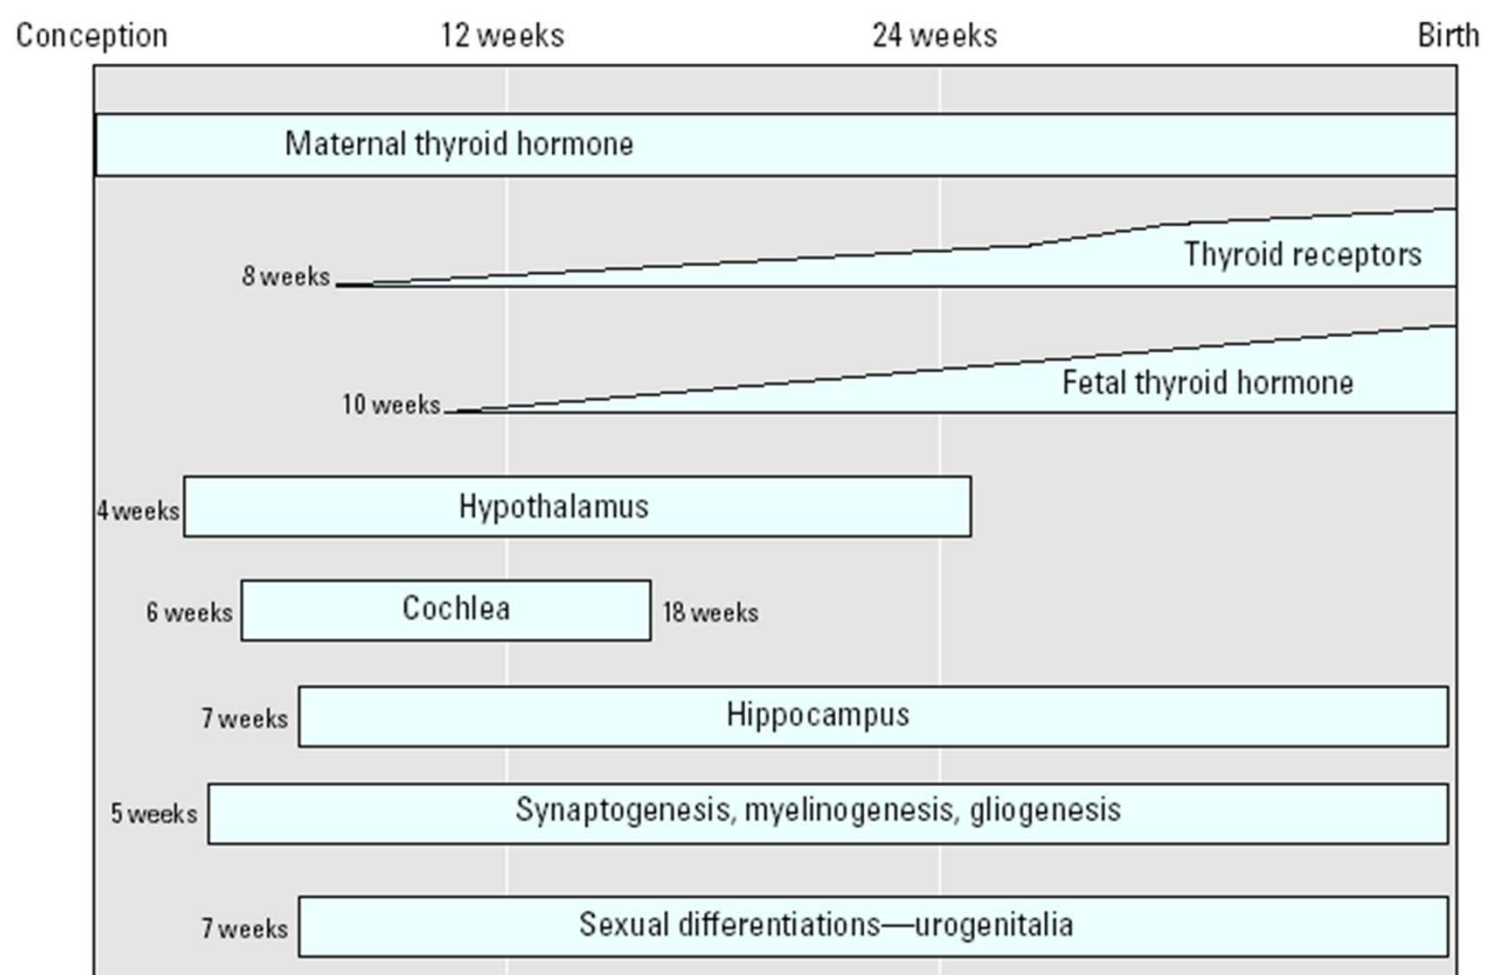 Conception 12 weeks 24 weeks Birth
Maternal thyroid hormone
Thyroid receptors
8 weeks
Fetal thyroid hormone
10 weeks
4 weeks Hypothalamus
6 weeks Cochlea 18 weeks
7 weeks Hippocampus
5 weeks Synaptogenesis, myelinogenesis, gliogenesis
7 weeks Sexual differentiations—urogenitalia